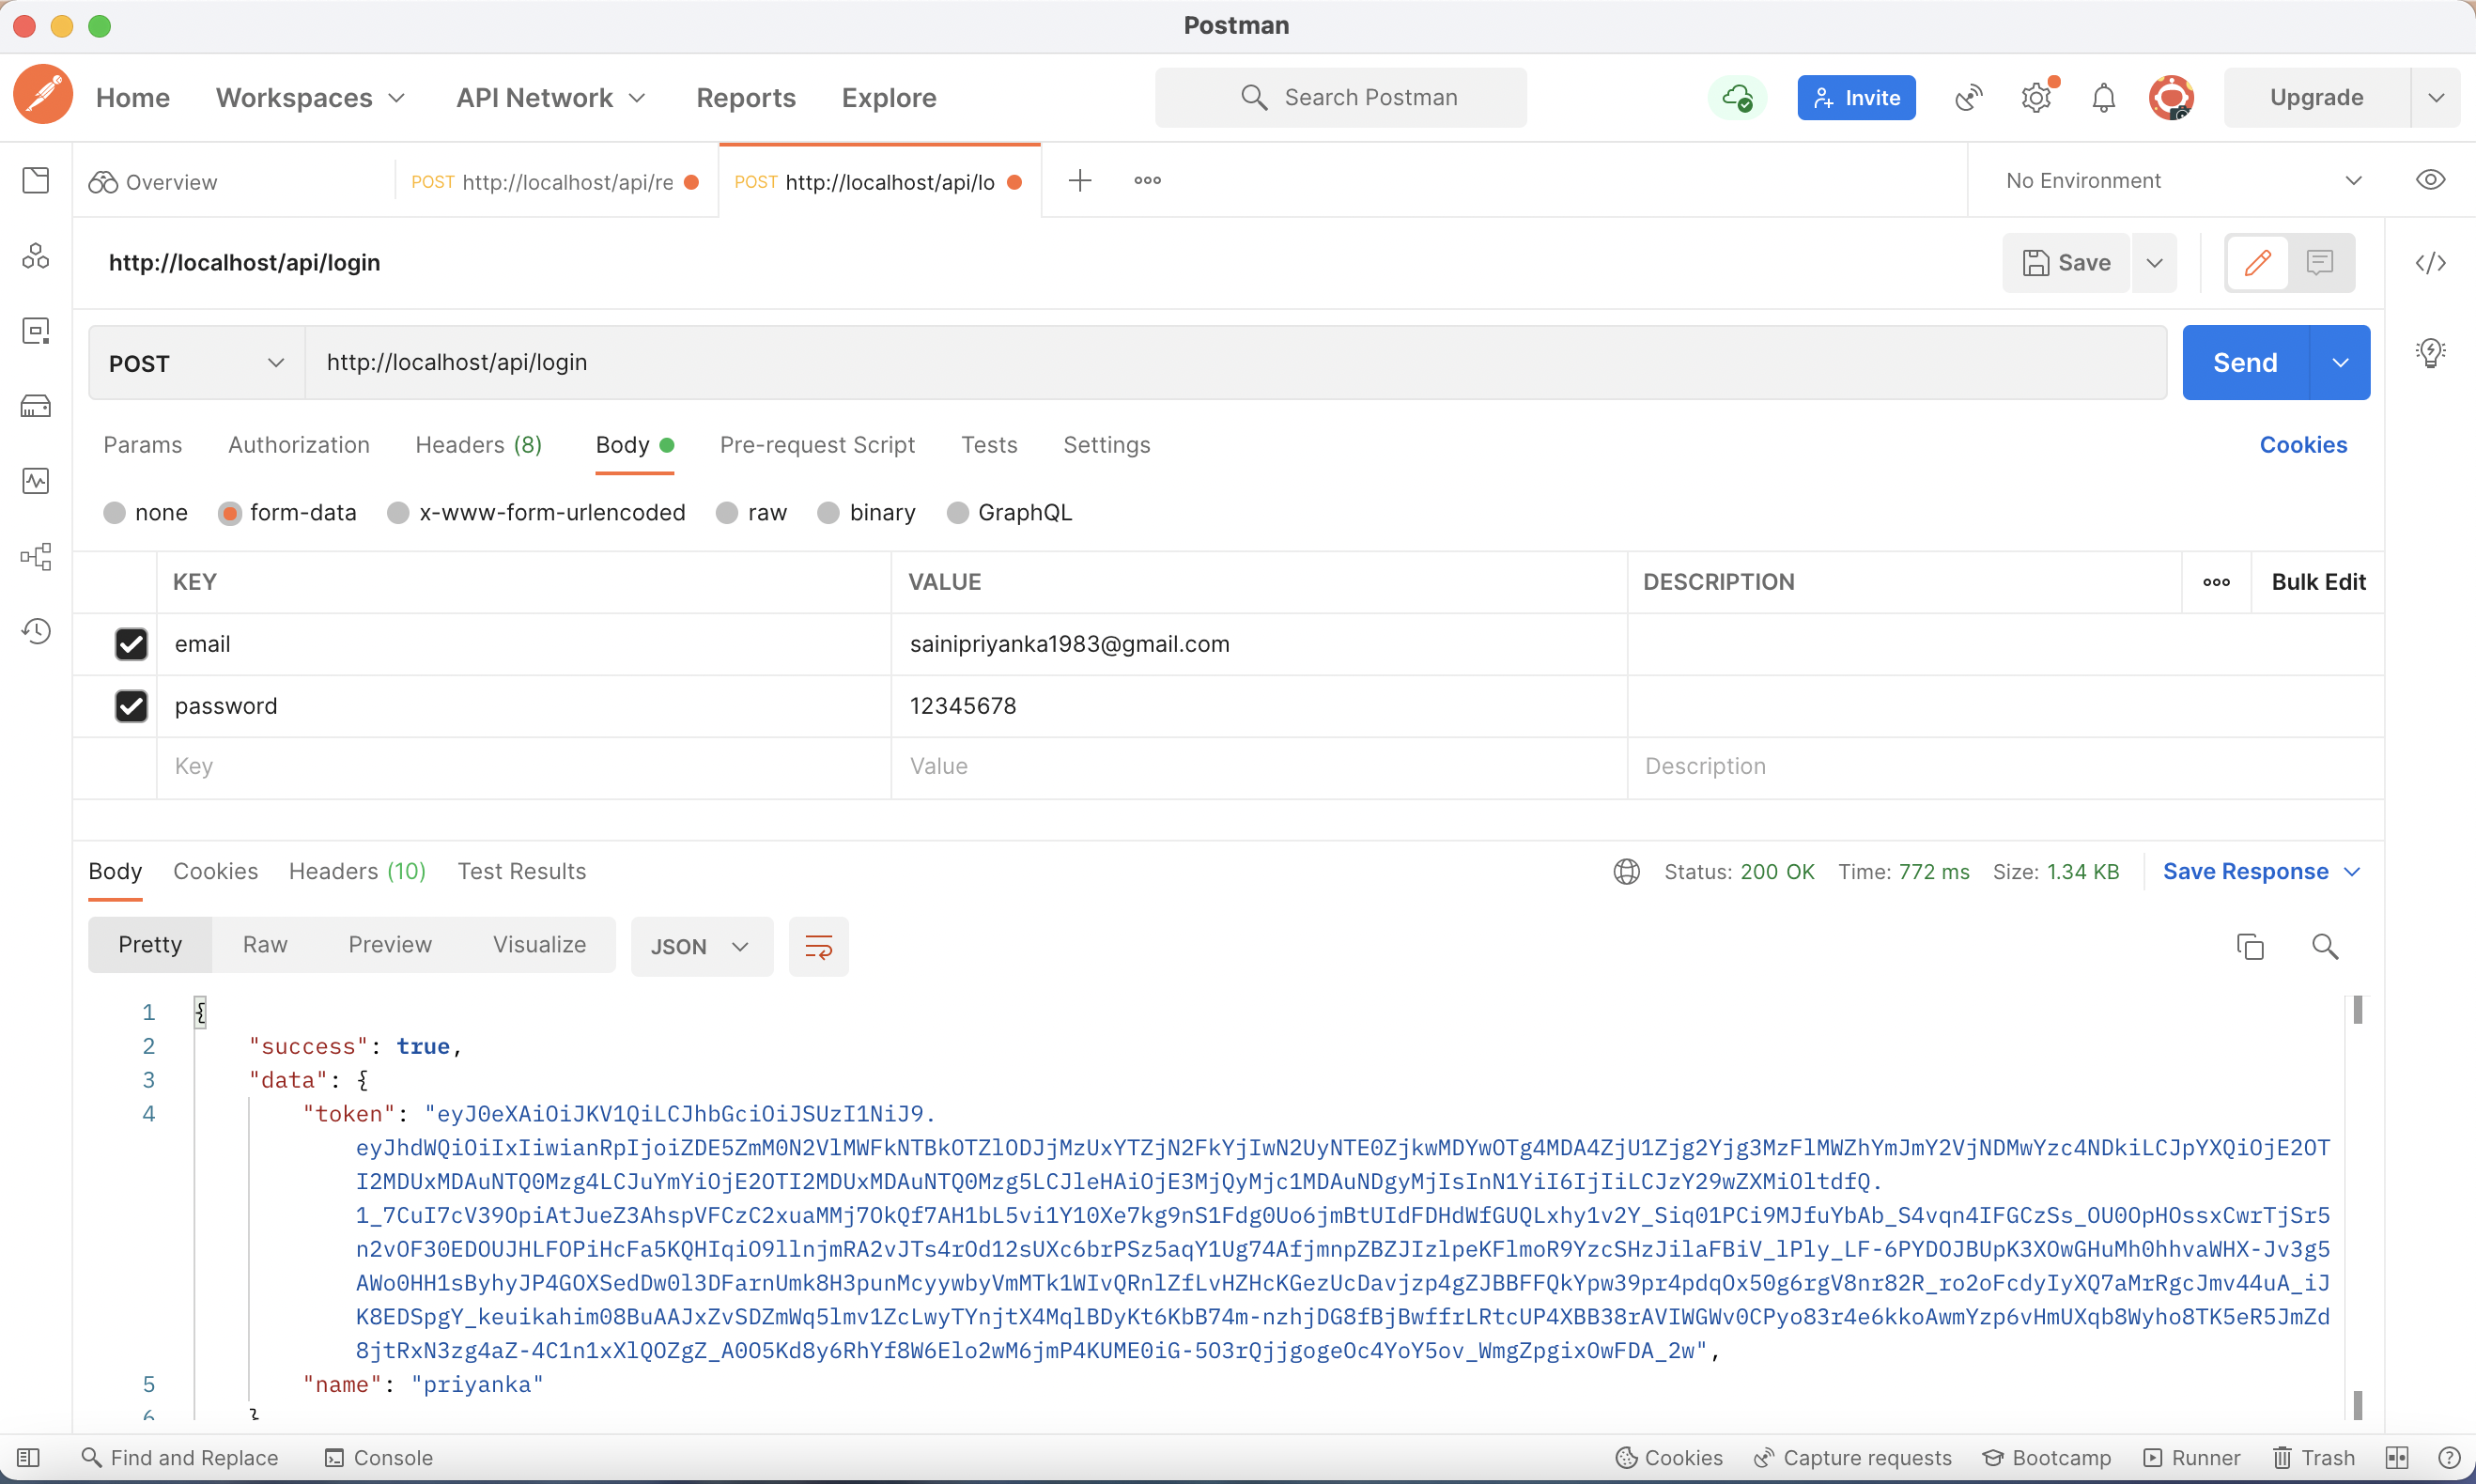 Postman
Home Workspaces API Network Reports Explore Search Postman Invite Upgrade
Overview POST http://localhost/api/re POST http://localhost/api/lo No Environment
http://localhost/api/login Save
POST http://localhost/api/login Send
Params Authorization Headers (8) Body Pre-request Script Tests Settings Cookies
none form-data x-www-form-urlencoded raw binary GraphQL
KEY VALUE DESCRIPTION Bulk Edit
email sainipriyanka1983@gmail.com
password 12345678
Key Value Description
Body Cookies Headers (10) Test Results Status: 200 OK Time: 772 ms Size: 1.34 KB Save Response
Pretty Raw Preview Visualize JSON
1 {
2 "success": true,
3 "data": {
4 "token": "eyJ0eXAiOiJKV1QiLCJhbGciOiJSUzI1NiJ9.
eyJhdWQiOiIxIiwianRpIjoiZDE5ZmM0N2VlMWFkNTBkOTZlODJjMzUxYTZjN2FkYjIwN2UyNTE0ZjkwMDYwOTg4MDA4ZjU1Zjg2Yjg3MzFlMWZhYmJmY2VjNDMwYzc4NDkiLCJpYXQiOjE2OT
I2MDUxMDAuNTQ0Mzg4LCJuYmYiOjE2OTI2MDUxMDAuNTQ0Mzg5LCJleHAiOjE3MjQyMjc1MDAuNDgyMjIsInN1YiI6IjIiLCJzY29wZXMiOltdfQ.
1_7CuI7cV39OpiAtJueZ3AhspVFCzC2xuaMMj7OkQf7AH1bL5vi1Y10Xe7kg9nS1Fdg0Uo6jmBtUIdFDHdWfGUQLxhy1v2Y_Siq01PCi9MJfuYbAb_S4vqn4IFGCzSs_OU0OpHOssxCwrTjSr5
n2vOF30EDOUJHLFOPiHcFa5KQHIqiO9llnjmRA2vJTs4rOd12sUXc6brPSz5aqY1Ug74AfjmnpZBZJIzlpeKFlmoR9YzcSHzJilaFBiV_lPly_LF-6PYDOJBUpK3XOwGHuMh0hhvaWHX-Jv3g5
AWo0HH1sByhyJP4GOXSedDw0l3DFarnUmk8H3punMcyywbyVmMTk1WIvQRnlZfLvHZHcKGezUcDavjzp4gZJBBFFQkYpw39pr4pdqOx50g6rgV8nr82R_ro2oFcdyIyXQ7aMrRgcJmv44uA_iJ
K8EDSpgY_keuikahim08BuAAJxZvSDZmWq5lmv1ZcLwyTYnjtX4MqlBDyKt6KbB74m-nzhjDG8fBjBwffrLRtcUP4XBB38rAVIWGWv0CPyo83r4e6kkoAwmYzp6vHmUXqb8Wyho8TK5eR5JmZd
8jtRxN3zg4aZ-4C1n1xXlQOZgZ_A0O5Kd8y6RhYf8W6Elo2wM6jmP4KUME0iG-5O3rQjjgogeOc4YoY5ov_WmgZpgixOwFDA_2w",
5 "name": "priyanka"
6 }
Find and Replace Console Cookies Capture requests Bootcamp Runner Trash